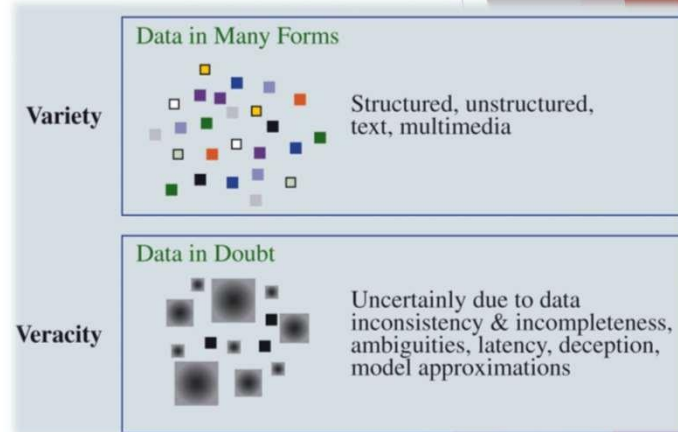 Data in Many Forms
Variety
Structured, unstructured,
text, multimedia
Data in Doubt
Veracity
Uncertainly due to data
inconsistency & incompleteness,
ambiguities, latency, deception,
model approximations